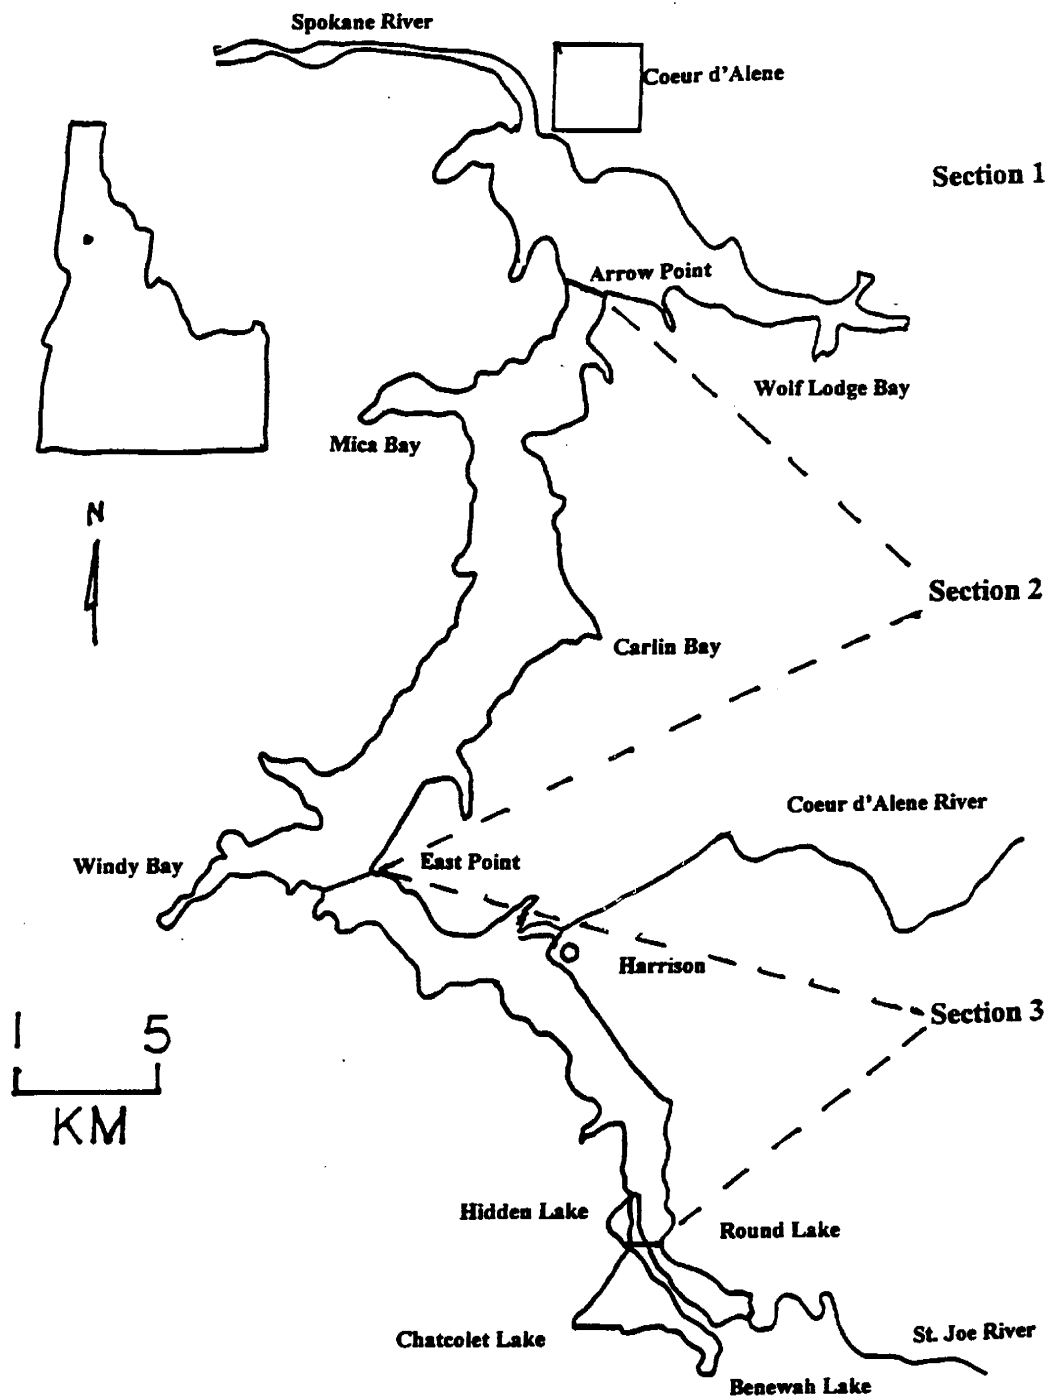 Spokane River
Coeur d'Alene
Section 1
Arrow Point
Wolf Lodge Bay
Mica Bay
N
Section 2
Carlin Bay
Coeur d'Alene River
Windy Bay
East Point
Harrison
Section 3
1 5
KM
Hidden Lake
Round Lake
St. Joe River
Chatcolet Lake
Benewah Lake